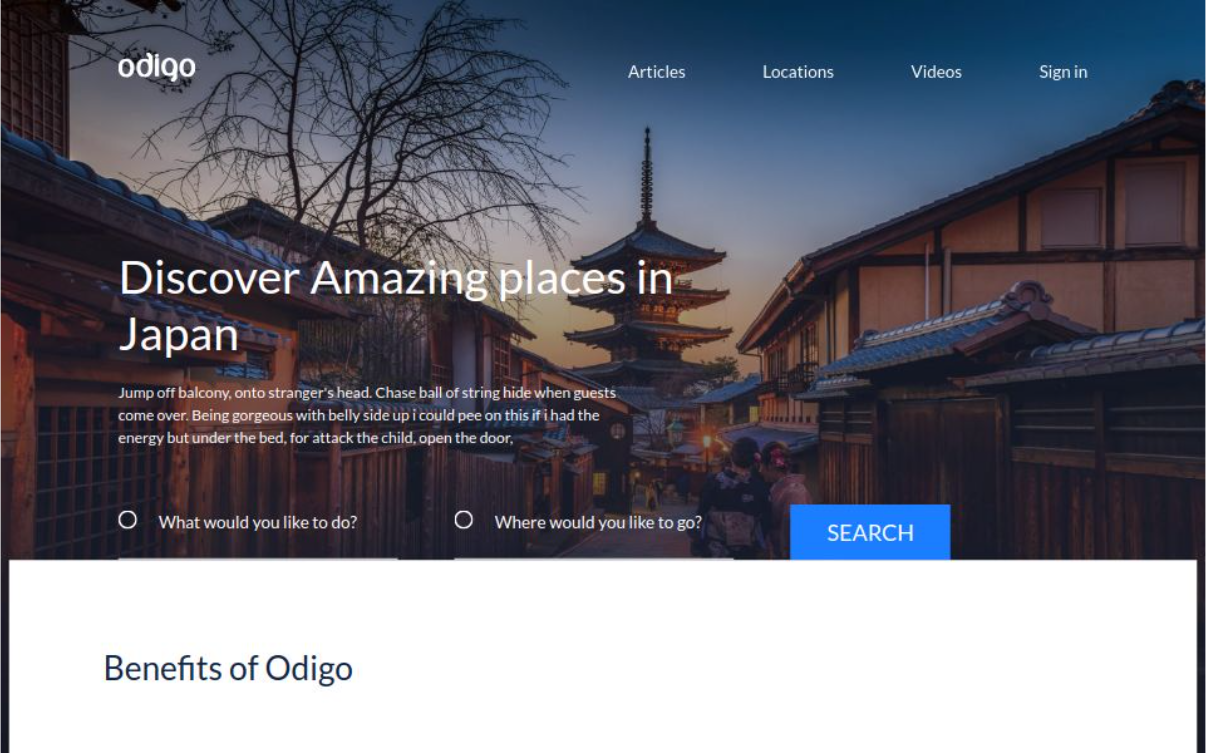 odigo
Articles
Locations
Videos
Sign in
Discover Amazing places in
Japan
Jump off balcony, onto stranger's head. Chase ball of string hide when guests
come over. Being gorgeous with belly side up i could pee on this if i had the
energy but under the bed, for attack the child, open the door,
What would you like to do?
Where would you like to go?
SEARCH
Benefits of Odigo